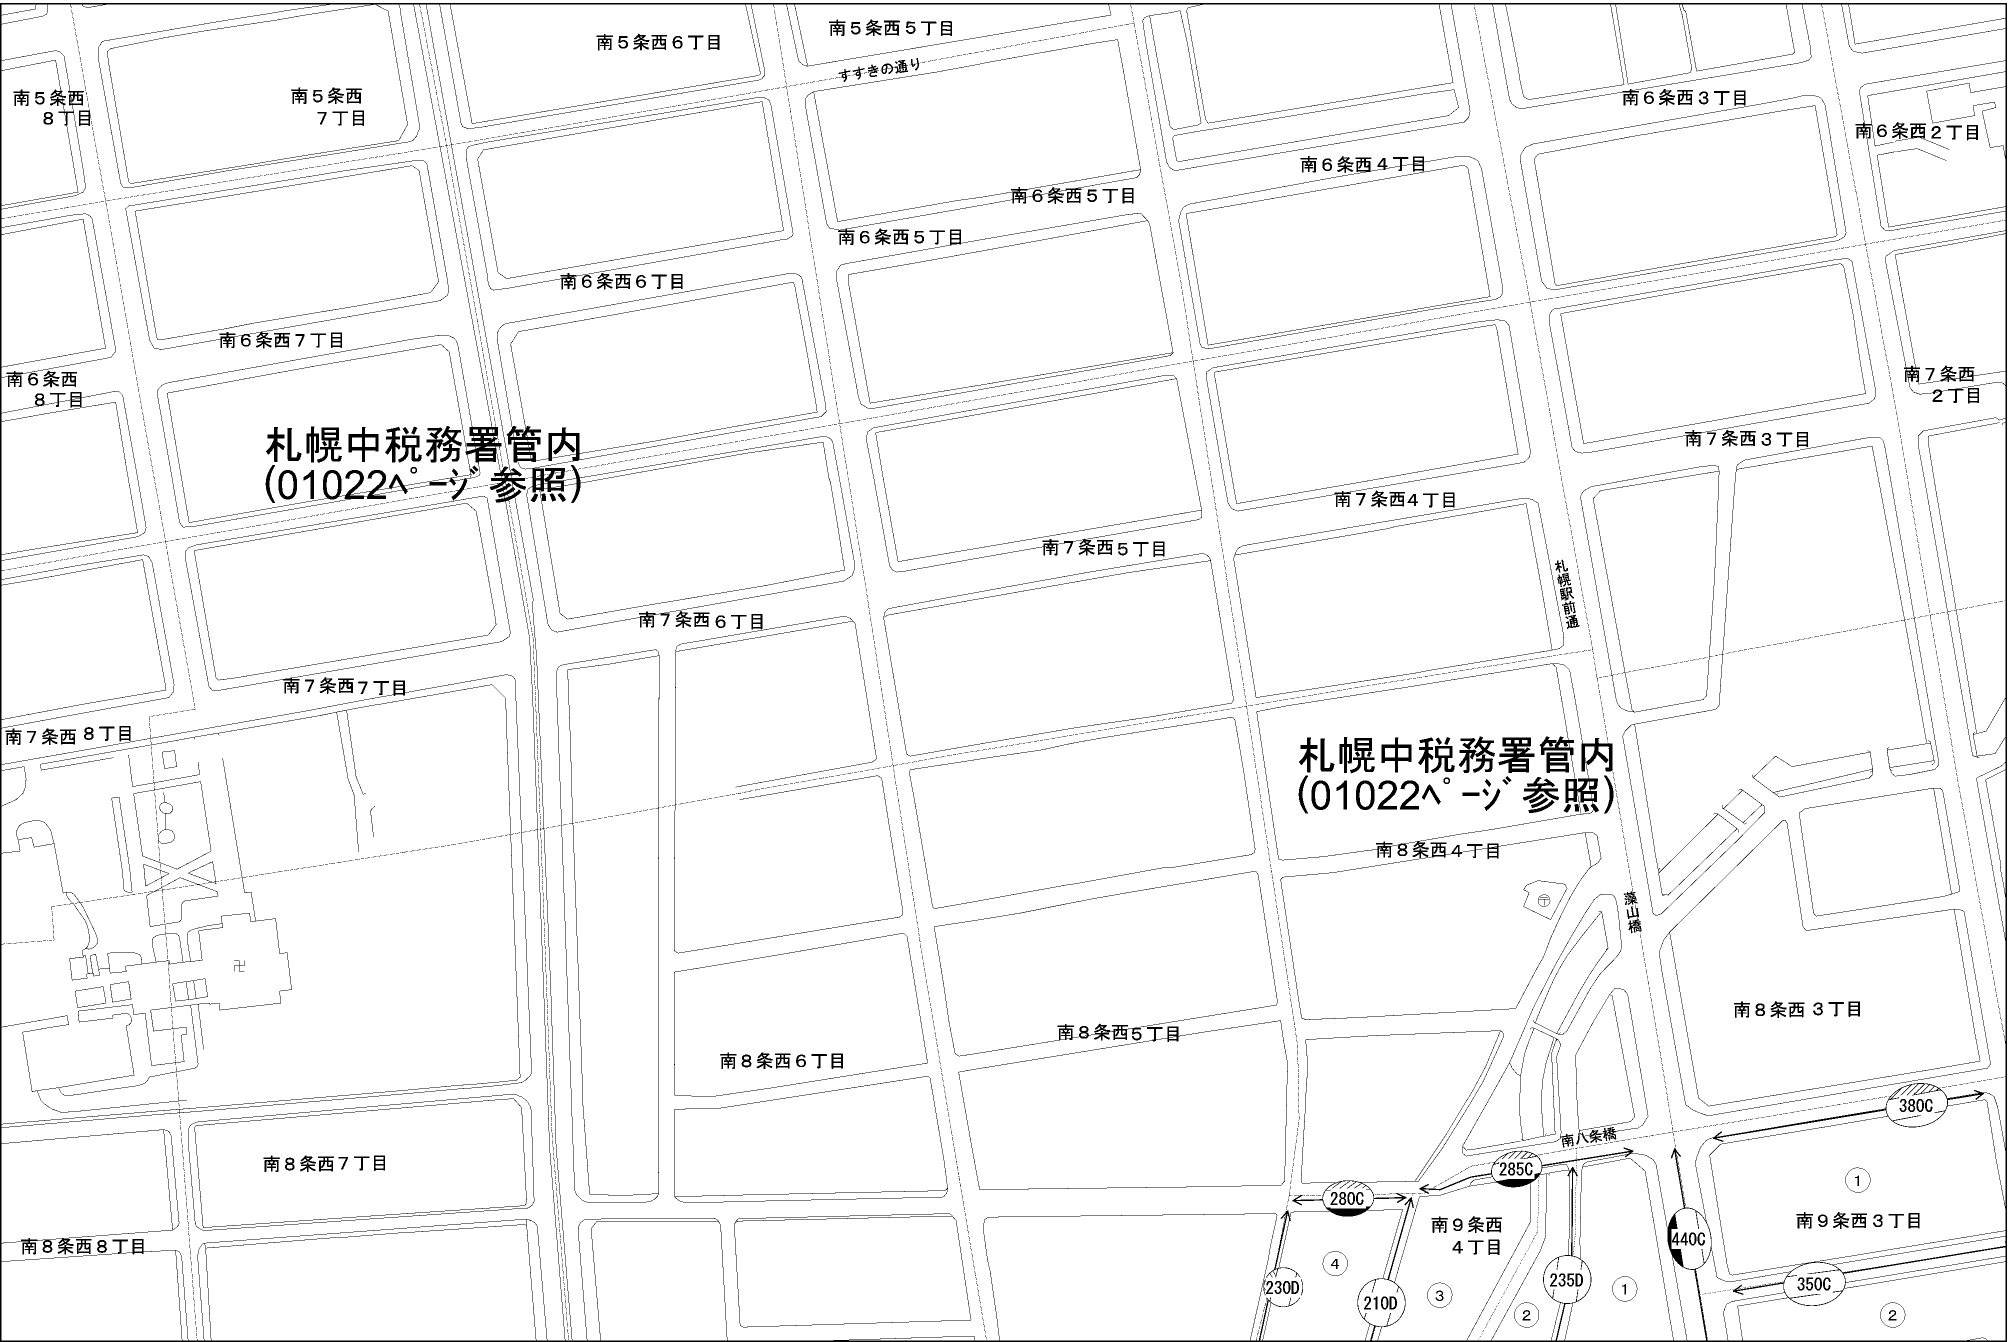 南５条西５丁目
南５条西６丁目
すすきの通り
南５条西
８丁目
南５条西
７丁目
南６条西３丁目
南６条西２丁目
南６条西４丁目
南６条西５丁目
南６条西５丁目
南６条西６丁目
南６条西７丁目
南６条西
８丁目
南７条西
２丁目
札幌中税務署管内
(01022ﾍﾟｰｼﾞ参照)
南７条西３丁目
南７条西４丁目
南７条西５丁目
札幌駅前通
南７条西６丁目
南７条西７丁目
南７条西８丁目
札幌中税務署管内
(01022ﾍﾟｰｼﾞ参照)
南８条西４丁目
藻山橋
南８条西３丁目
南８条西５丁目
南８条西６丁目
380C
南八条橋
南８条西７丁目
285C
280C
1
南９条西３丁目
南９条西
４丁目
440C
南８条西８丁目
4
230D
210D
3
235D
1
350C
2
2